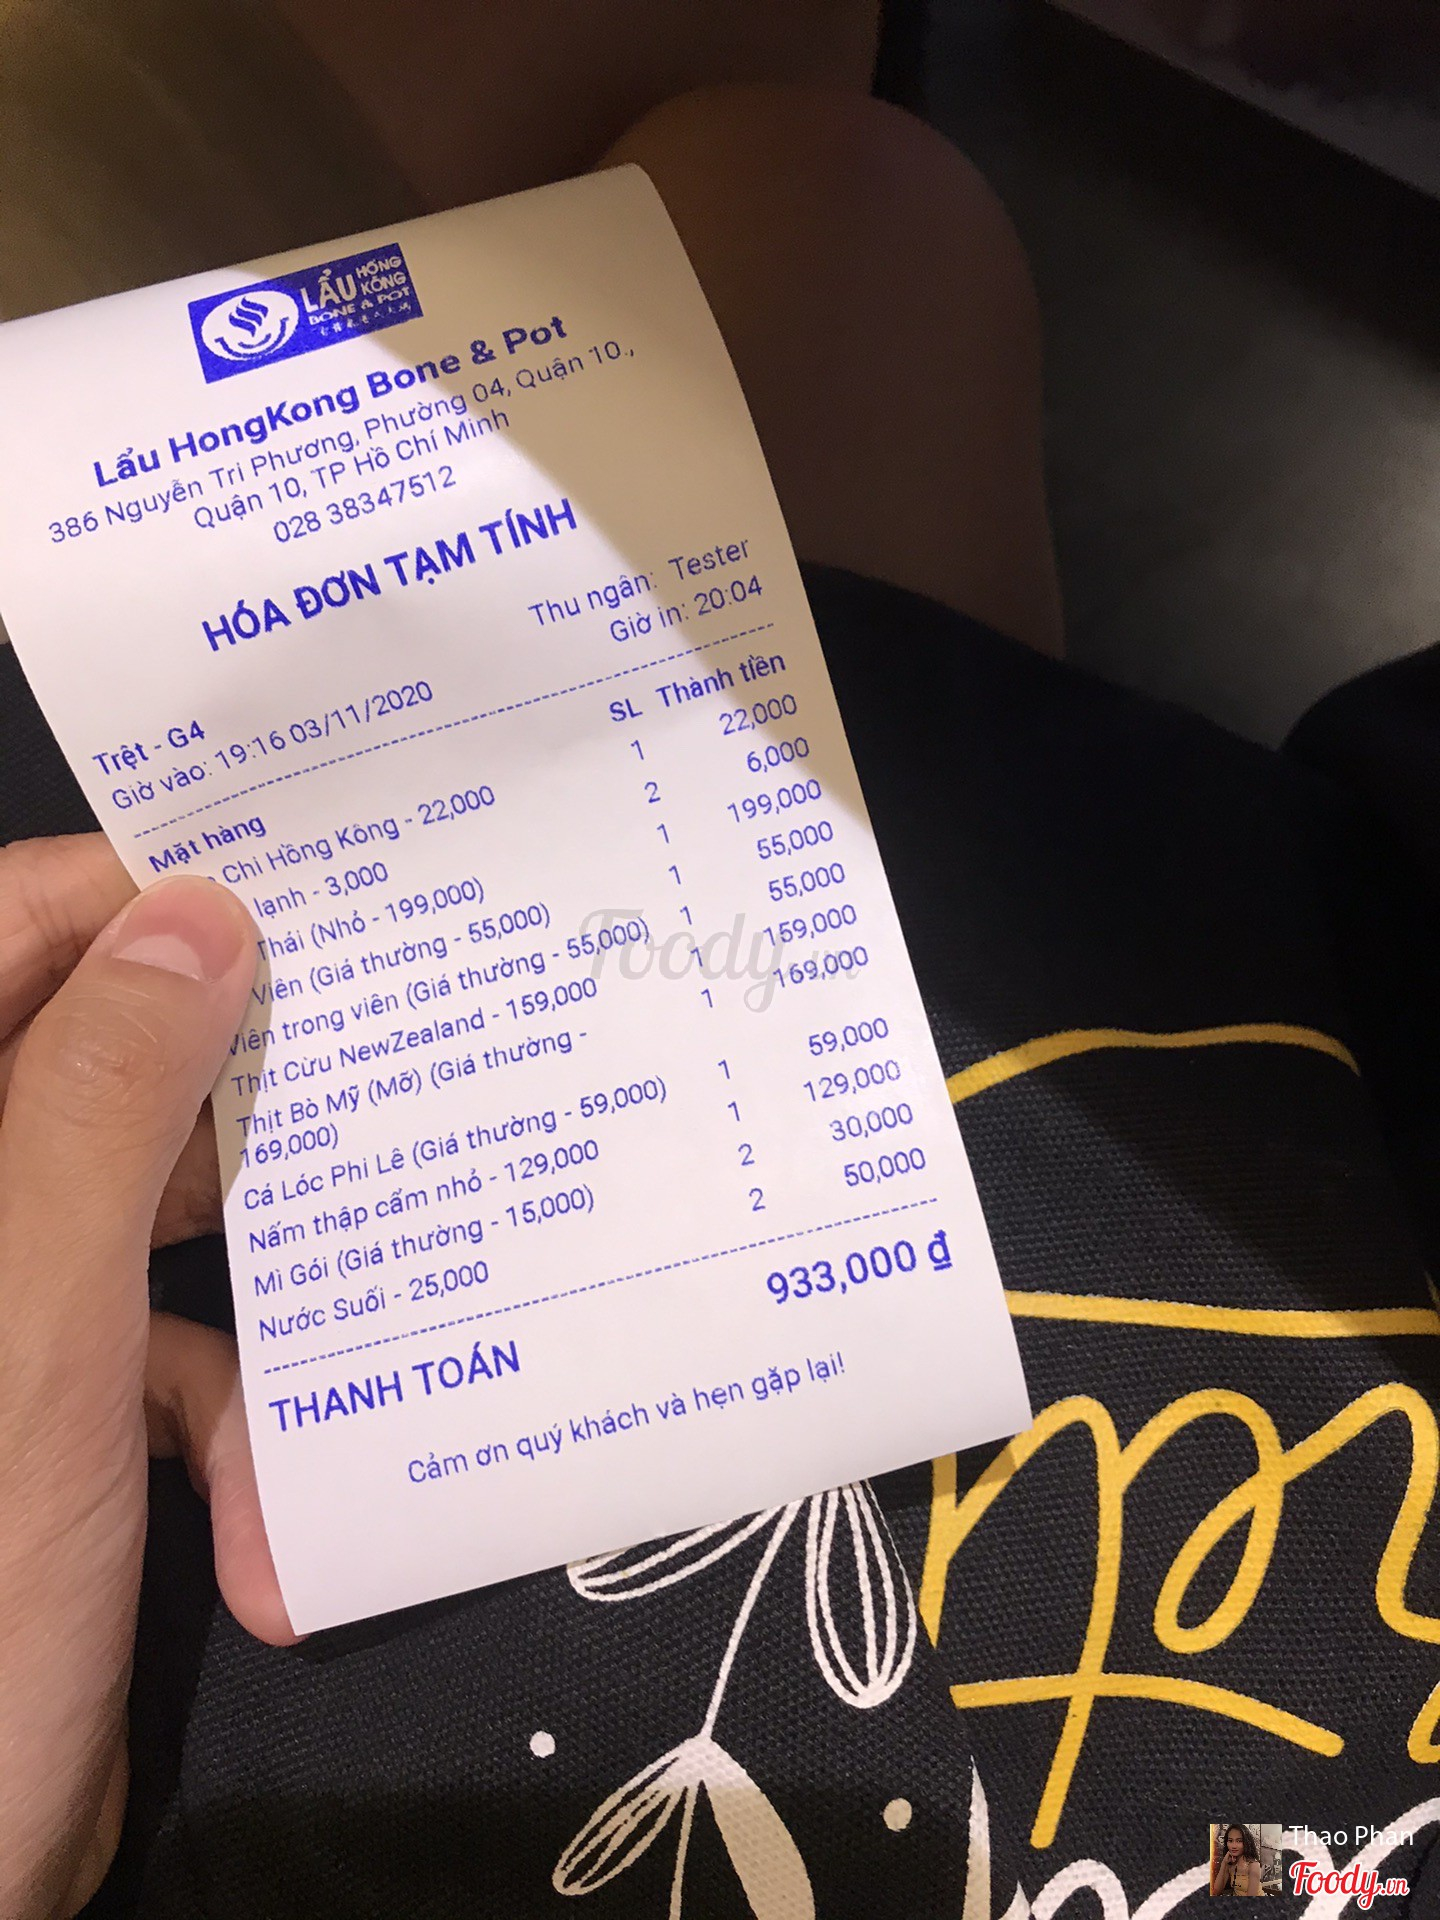 LẨU HỒNG KÔNG
BONE & POT
Lẩu HongKong Bone & Pot
386 Nguyễn Tri Phương, Phường 04, Quận 10.,
Quận 10, TP Hồ Chí Minh
028 38347512
HÓA ĐƠN TẠM TÍNH
Thu ngân: Tester
Giờ in: 20:04
Trệt - G4
Giờ vào: 19:16 03/11/2020
Mặt hàng SL Thành tiền
Chi Hồng Kông - 22,000 1 22,000
lạnh - 3,000 2 6,000
Thái (Nhỏ - 199,000) 1 199,000
Viên (Giá thường - 55,000) 1 55,000
Viên trong viên (Giá thường - 55,000) 1 55,000
Thịt Cừu NewZealand - 159,000 1 159,000
Thịt Bò Mỹ (Mỡ) (Giá thường - 1 169,000
169,000)
Cá Lóc Phi Lê (Giá thường - 59,000) 1 59,000
Nấm thập cẩm nhỏ - 129,000 1 129,000
Mì Gói (Giá thường - 15,000) 2 30,000
Nước Suối - 25,000 2 50,000
THANH TOÁN 933,000 ₫
Cảm ơn quý khách và hẹn gặp lại!
Foody.vn
Thao Phan
Foody.vn